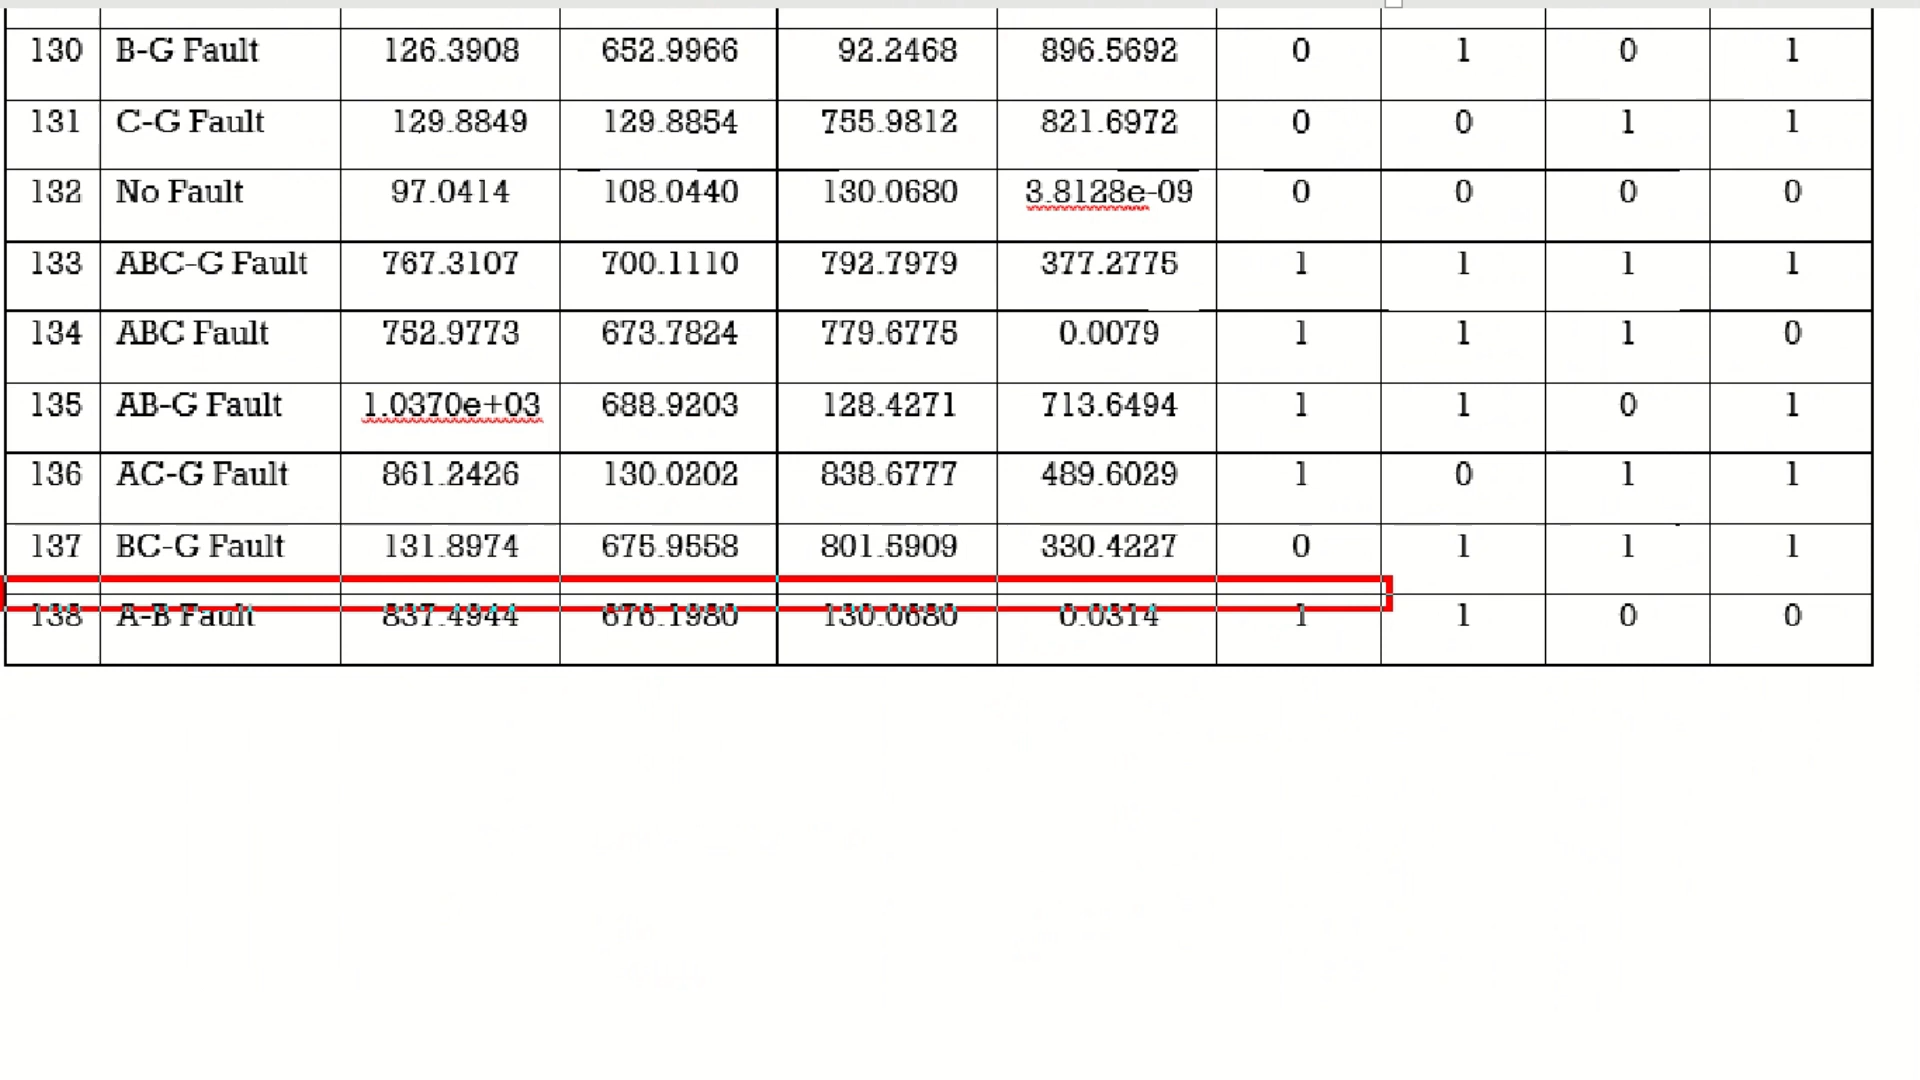 130 B-G Fault 126.3908 652.9966 92.2468 896.5692 0 1 0 1
131 C-G Fault 129.8849 129.8854 755.9812 821.6972 0 0 1 1
132 No Fault 97.0414 108.0440 130.0680 3.8128e-09 0 0 0 0
133 ABC-G Fault 767.3107 700.1110 792.7979 377.2775 1 1 1 1
134 ABC Fault 752.9773 673.7824 779.6775 0.0079 1 1 1 0
135 AB-G Fault 1.0370e+03 688.9203 128.4271 713.6494 1 1 0 1
136 AC-G Fault 861.2426 130.0202 838.6777 489.6029 1 0 1 1
137 BC-G Fault 131.8974 675.9558 801.5909 330.4227 0 1 1 1
138 A-B Fault 837.4944 676.1980 130.0680 0.0314 1 1 0 0